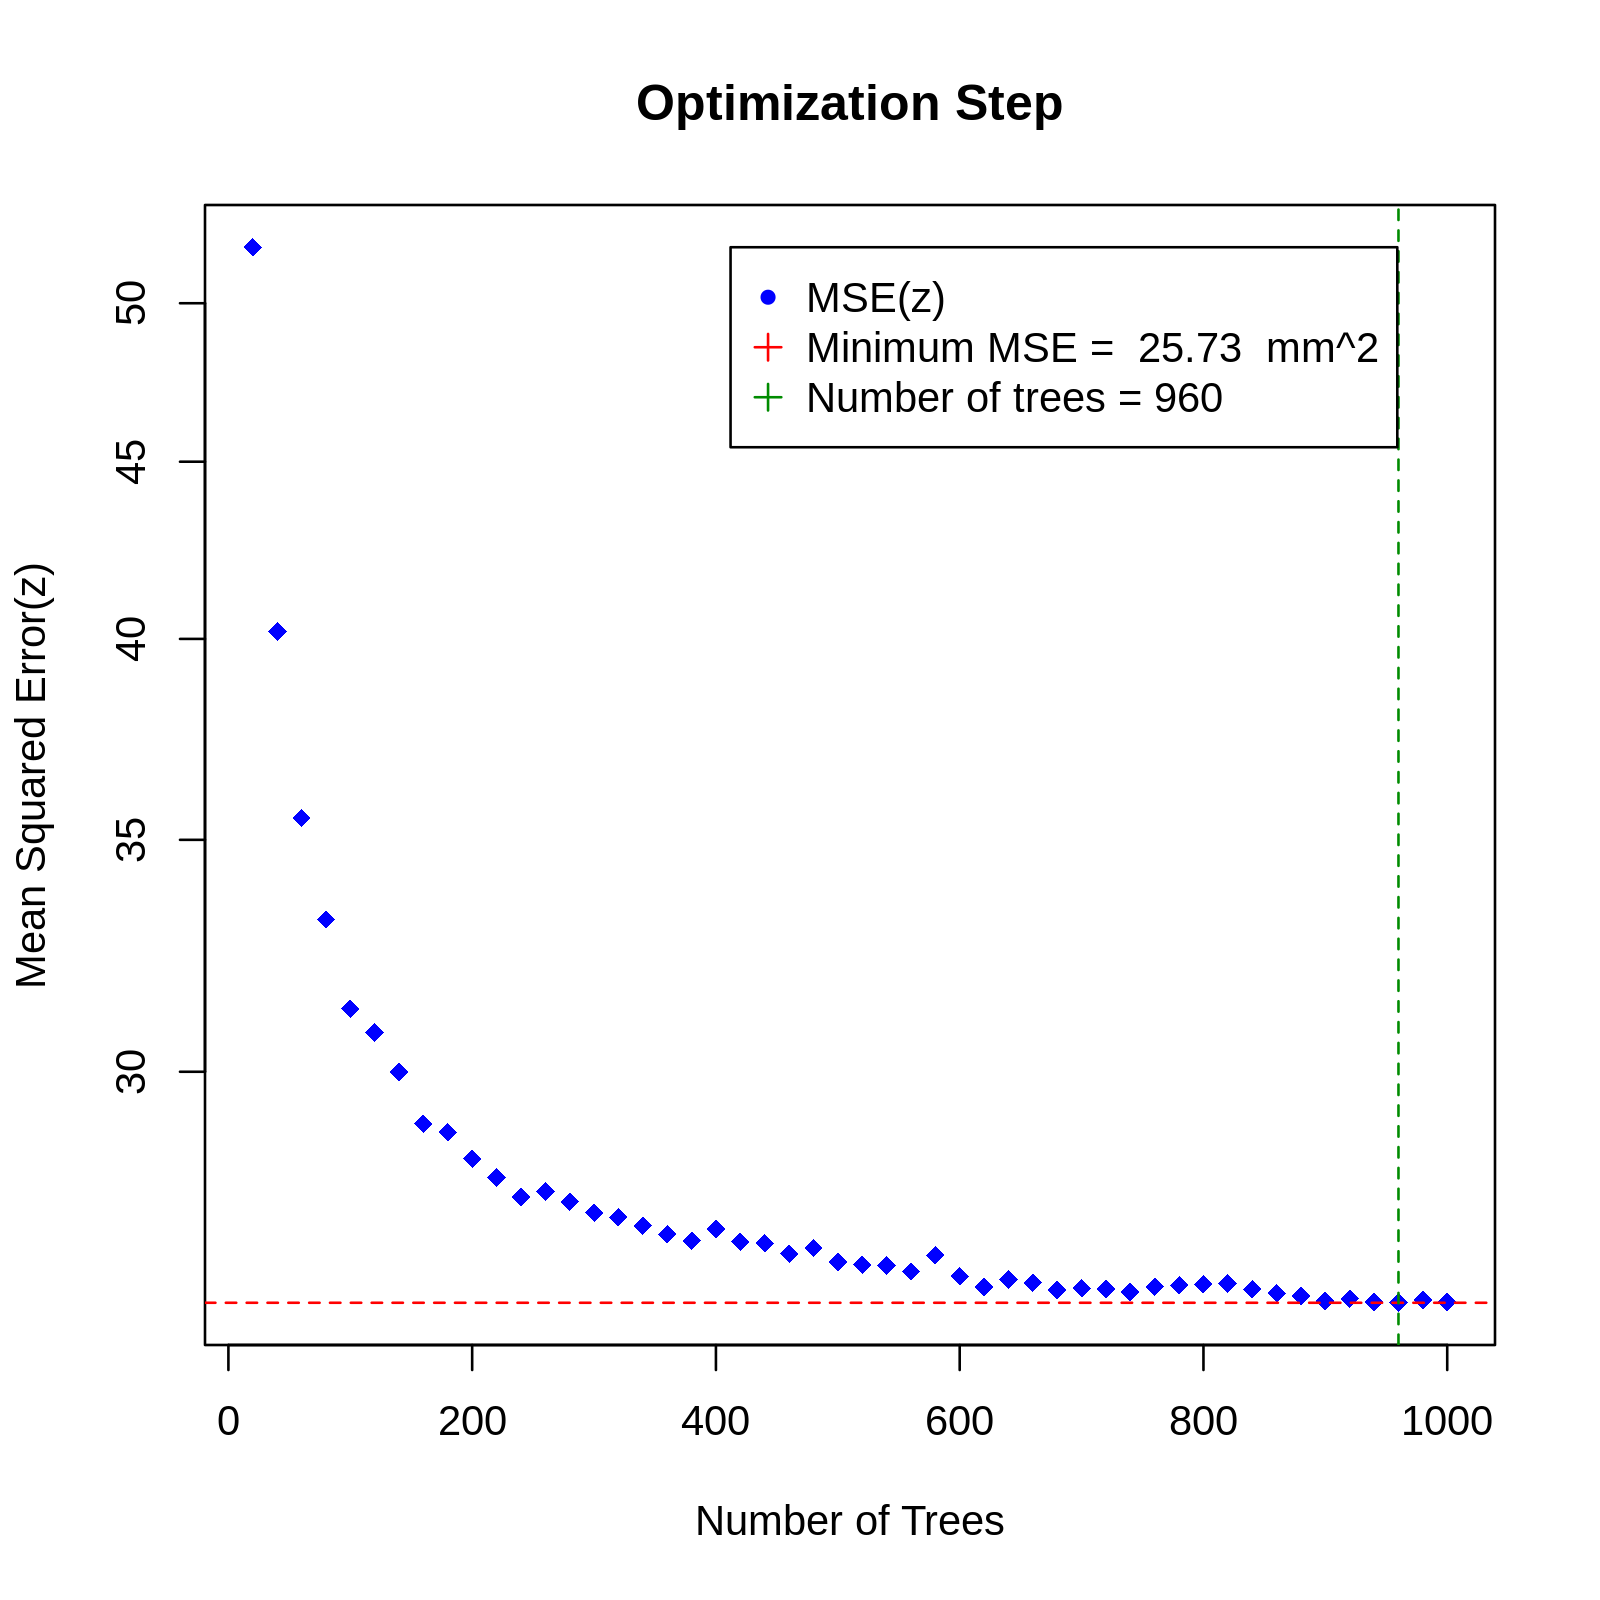 Optimization Step
MSE(z)
Minimum MSE =  25.73  mm^2
Number of trees = 960
Mean Squared Error(z)
50
45
40
35
30
0 200 400 600 800 1000
Number of Trees